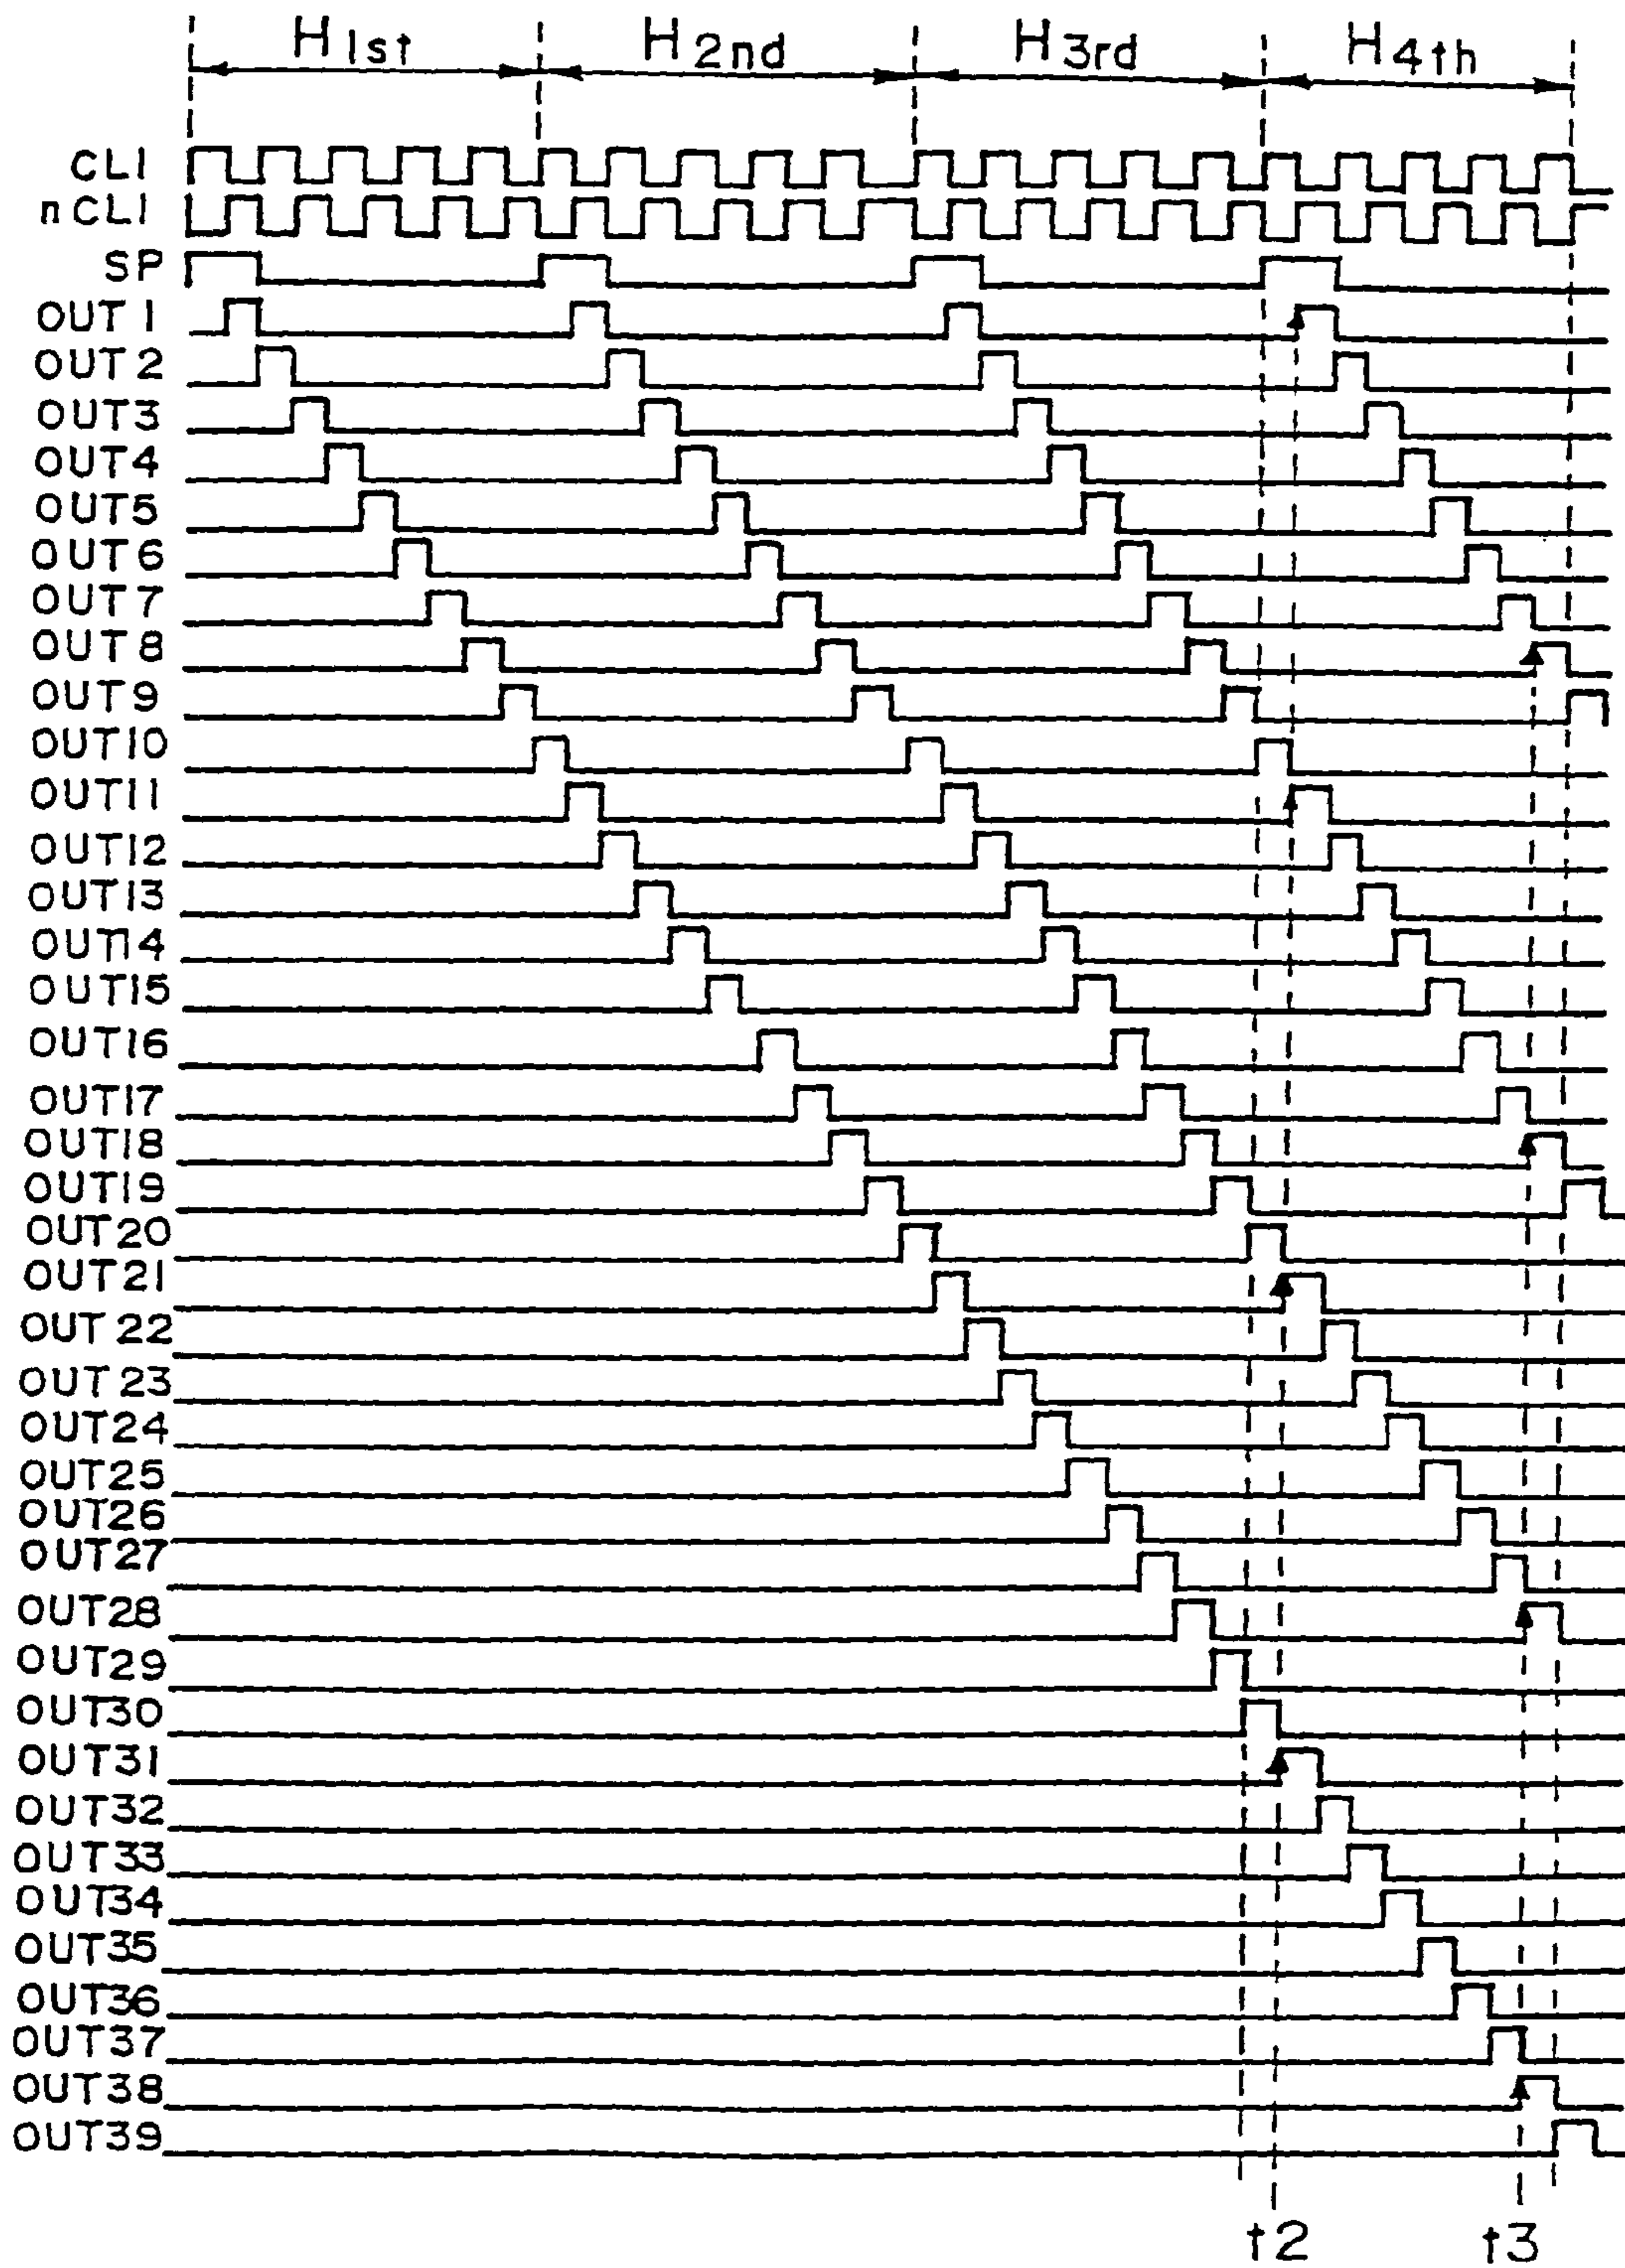 H1st H2nd H3rd H4th
CL1
nCL1
SP
OUT1
OUT2
OUT3
OUT4
OUT5
OUT6
OUT7
OUT8
OUT9
OUT10
OUT11
OUT12
OUT13
OUT14
OUT15
OUT16
OUT17
OUT18
OUT19
OUT20
OUT21
OUT22
OUT23
OUT24
OUT25
OUT26
OUT27
OUT28
OUT29
OUT30
OUT31
OUT32
OUT33
OUT34
OUT35
OUT36
OUT37
OUT38
OUT39
t2 t3